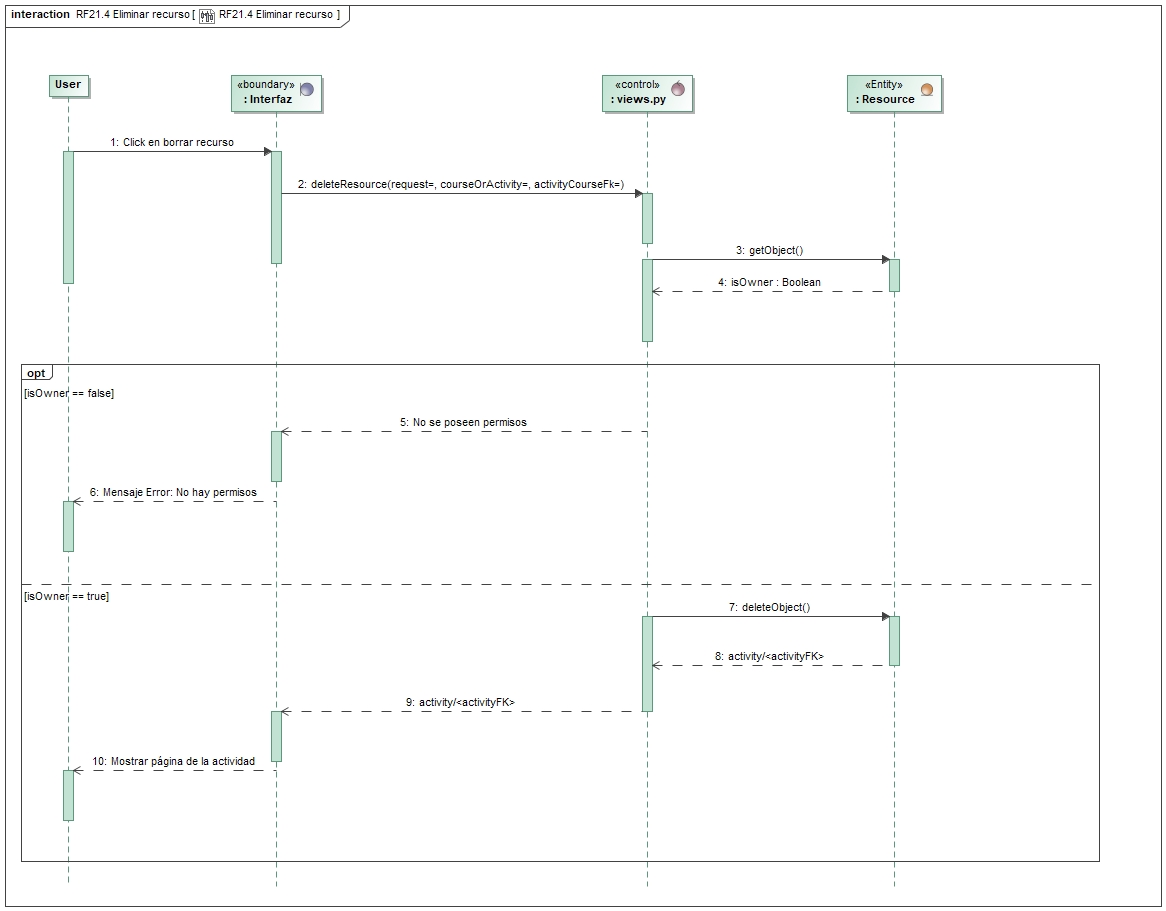 interaction RF21.4 Eliminar recurso [ RF21.4 Eliminar recurso ]
User
«boundary»
: Interfaz
«control»
: views.py
«Entity»
: Resource
1: Click en borrar recurso
2: deleteResource(request=, courseOrActivity=, activityCourseFk=)
3: getObject()
4: isOwner : Boolean
opt
[isOwner == false]
5: No se poseen permisos
6: Mensaje Error: No hay permisos
[isOwner == true]
7: deleteObject()
8: activity/<activityFK>
9: activity/<activityFK>
10: Mostrar página de la actividad